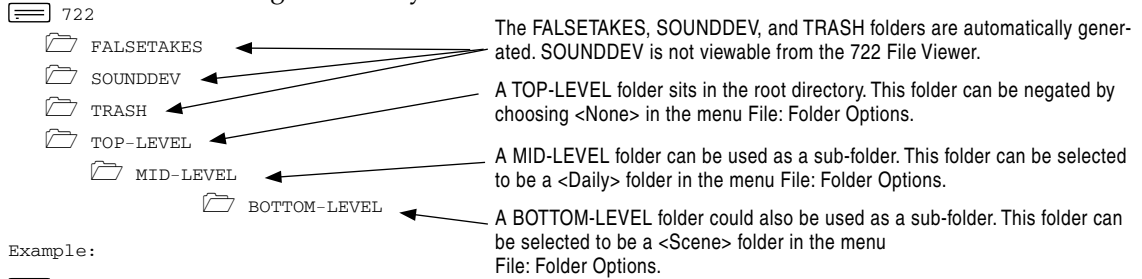 722
FALSETAKES
SOUNDDEV
TRASH
TOP-LEVEL
MID-LEVEL
BOTTOM-LEVEL
The FALSETAKES, SOUNDDEV, and TRASH folders are automatically gener-
ated. SOUNDDEV is not viewable from the 722 File Viewer.
A TOP-LEVEL folder sits in the root directory. This folder can be negated by
choosing <None> in the menu File: Folder Options.
A MID-LEVEL folder can be used as a sub-folder. This folder can be selected
to be a <Daily> folder in the menu File: Folder Options.
A BOTTOM-LEVEL folder could also be used as a sub-folder. This folder can
be selected to be a <Scene> folder in the menu
File: Folder Options.
Example: